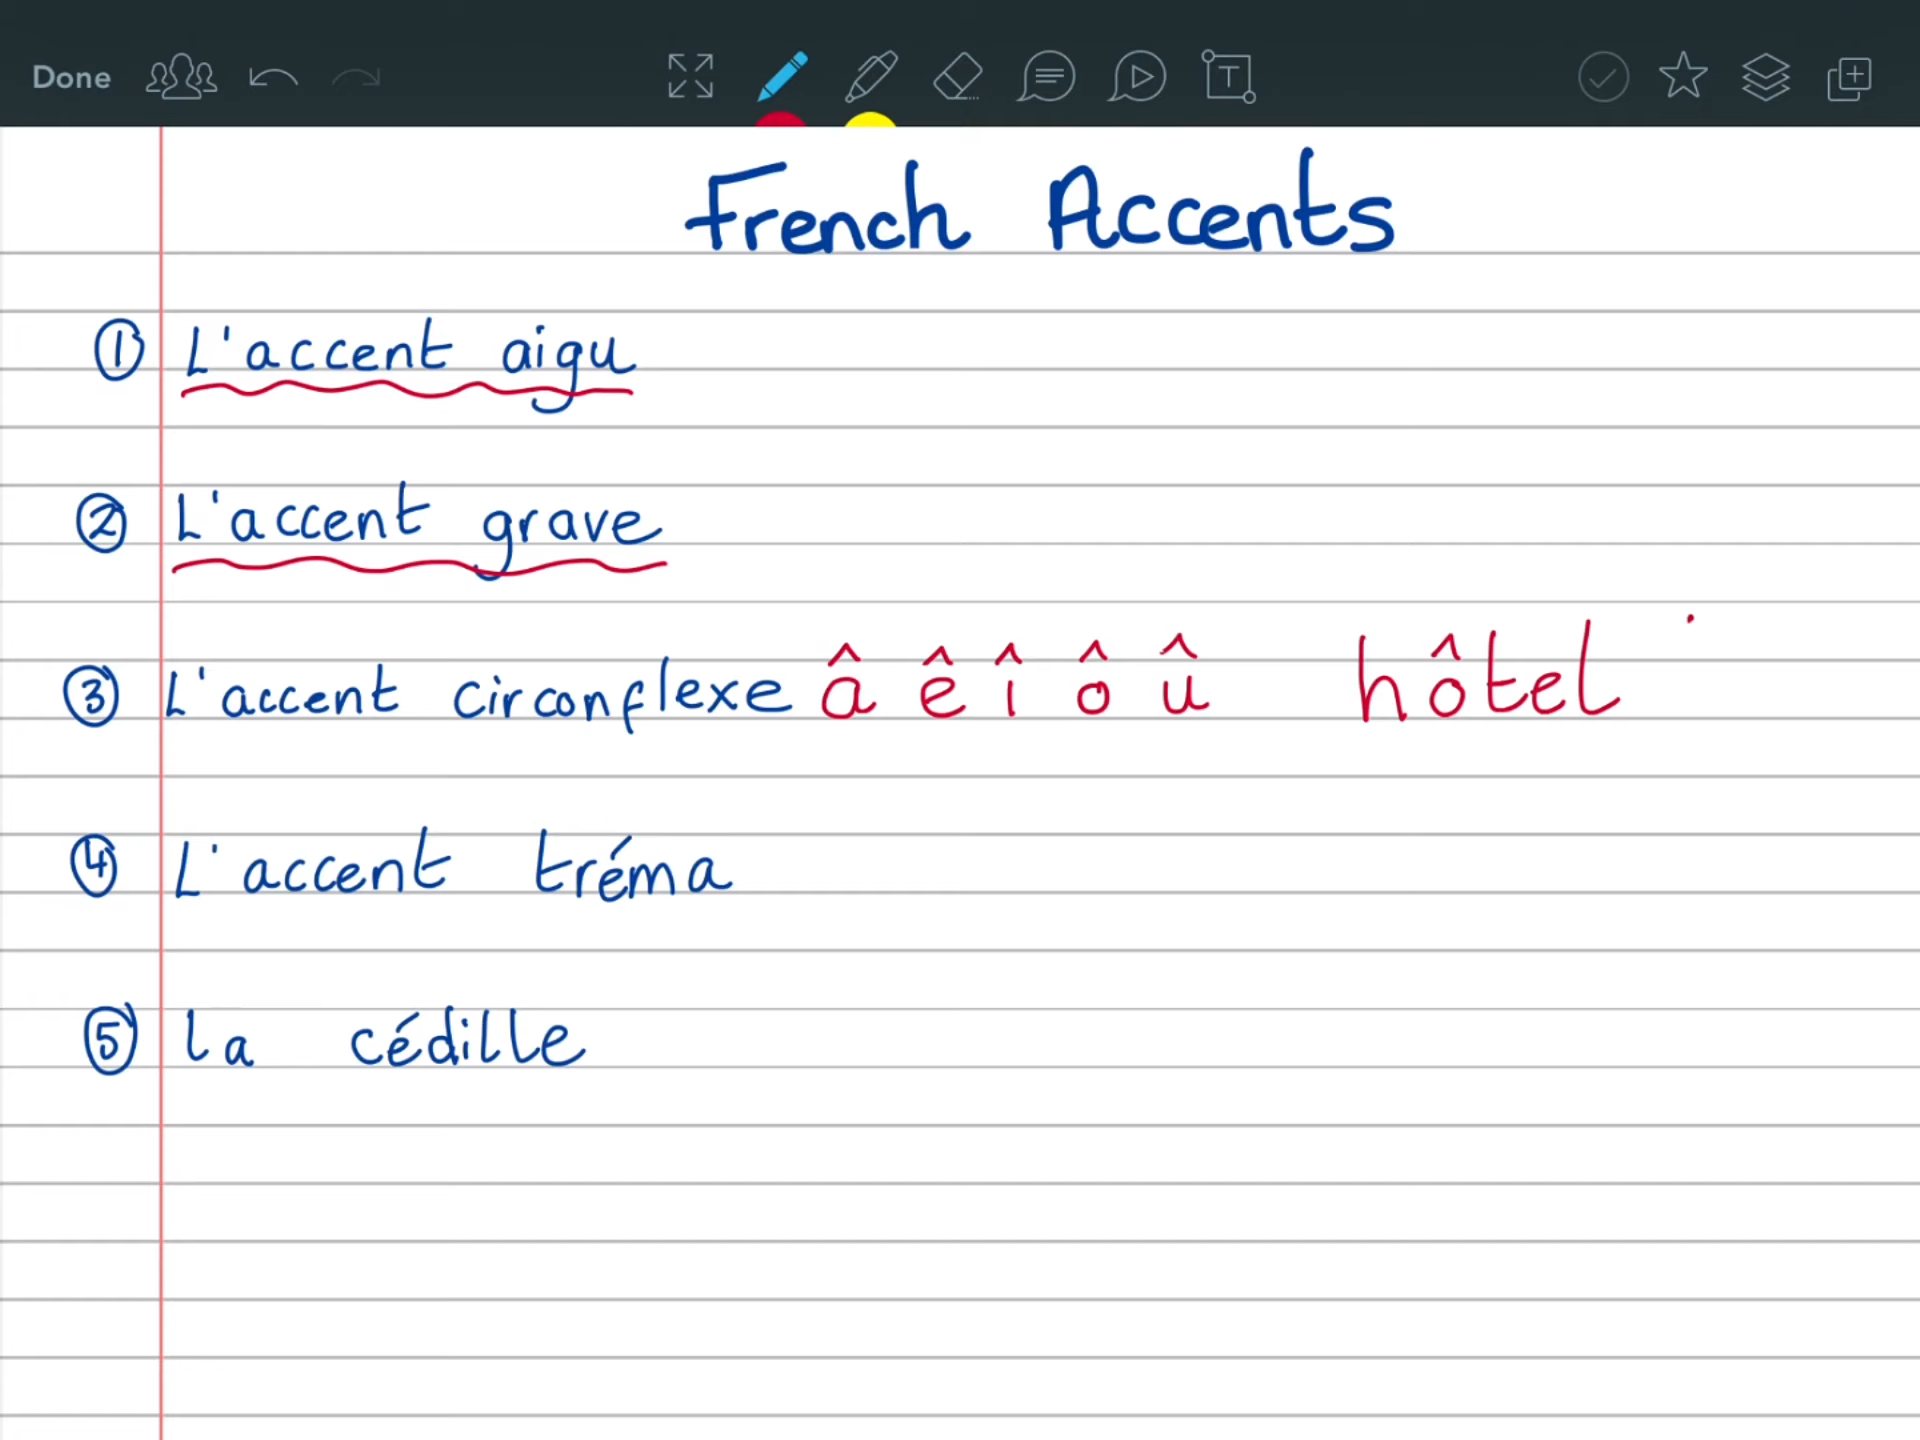 Done
French Accents
① L'accent aigu
② L'accent grave
③ L'accent circonflexe â ê î ô û hôtel
④ L'accent tréma
⑤ la cédille